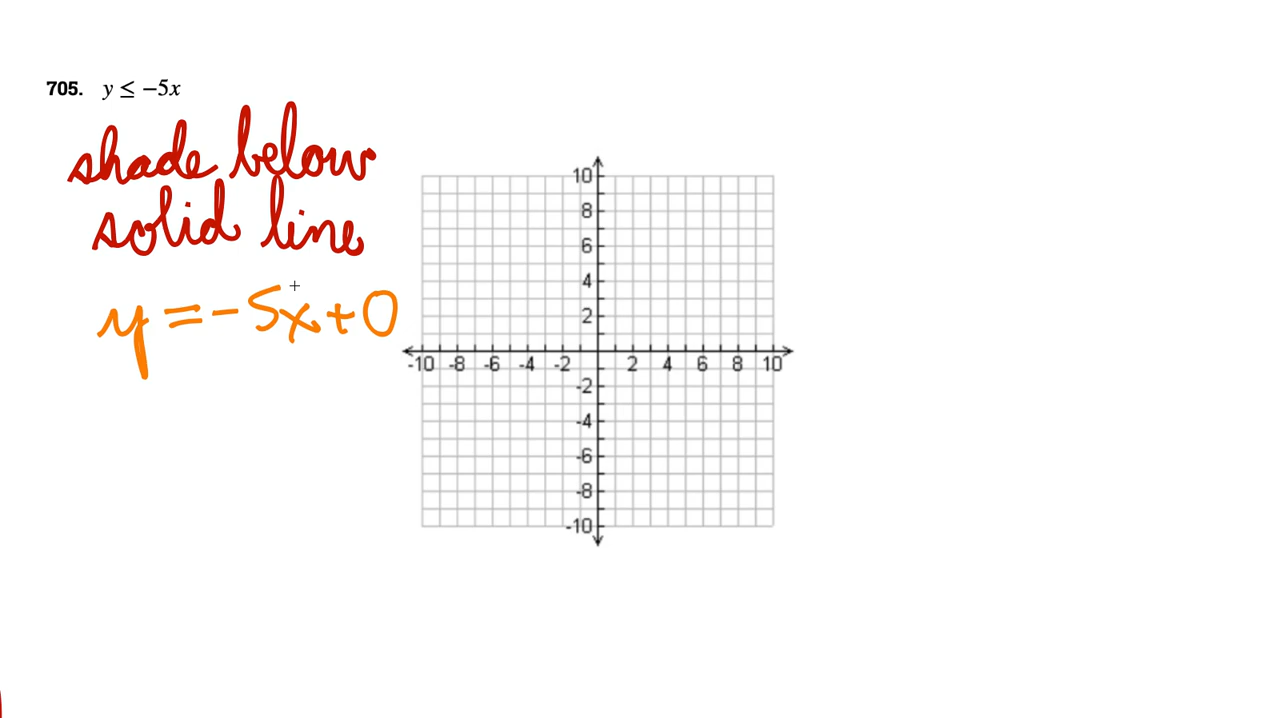 705. y ≤ −5x
shade below
solid line
y = -5x+0
10
8
6
4
2
-10 -8 -6 -4 -2 2 4 6 8 10
-2
-4
-6
-8
-10